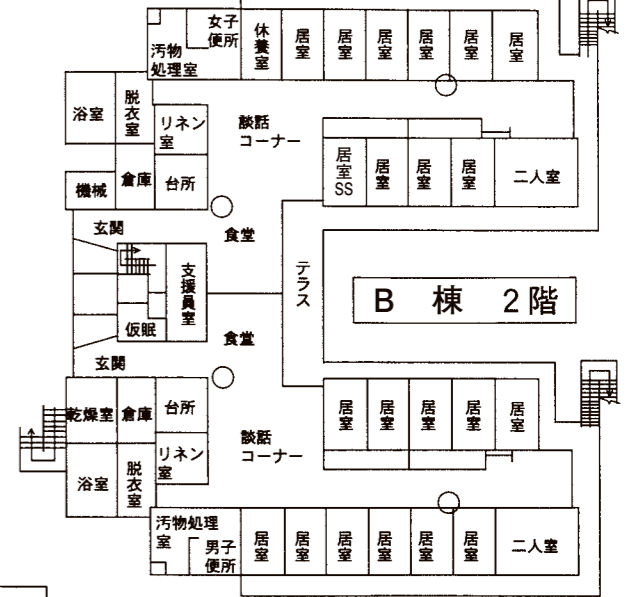 女子
便所
汚物
処理室
休養室
居室
居室
居室
居室
居室
居室
浴室
脱衣室
リネン
室
談話
コーナー
機械
倉庫
台所
居室SS
居室
居室
居室
二人室
玄関
食堂
支援員室
テラス
B 棟 2階
仮眠
食堂
玄関
乾燥室
倉庫
台所
居室
居室
居室
居室
居室
談話
コーナー
リネン
室
浴室
脱衣室
汚物処理
室
男子
便所
居室
居室
居室
居室
居室
居室
二人室